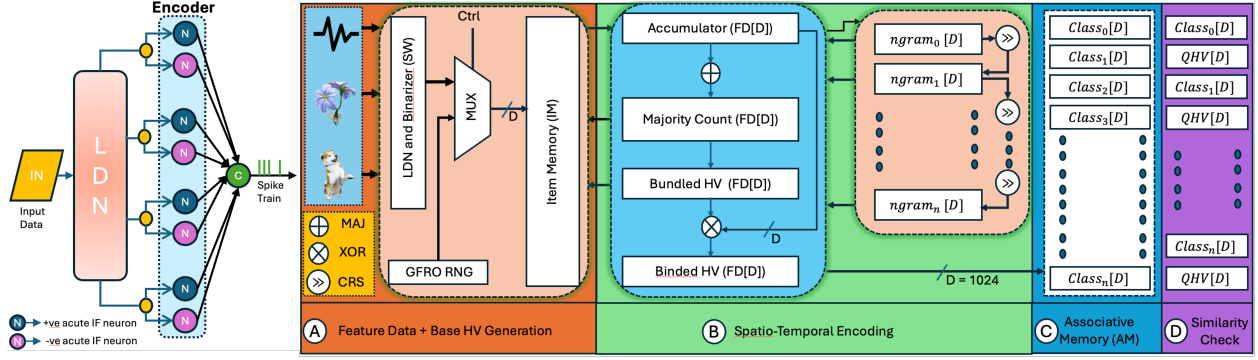 Encoder
IN
Input
Data
LDN
N
N
N
N
N
N
N
N
C
Spike
Train
N +ve acute IF neuron
N -ve acute IF neuron
MAJ
XOR
CRS
LDN and Binarizer (SW)
Ctrl
MUX
D
GFRO RNG
Item Memory (IM)
A Feature Data + Base HV Generation
Accumulator (FD[D])
Majority Count (FD[D])
Bundled HV (FD[D])
D
Binded HV (FD[D])
ngram₀ [D]
ngram₁ [D]
ngramₙ [D]
D = 1024
B Spatio-Temporal Encoding
Class₀[D]
Class₁[D]
Class₂[D]
Class₃[D]
Classₙ[D]
C Associative
Memory (AM)
Class₀[D]
QHV[D]
Class₁[D]
QHV[D]
Classₙ[D]
QHV[D]
D Similarity
Check